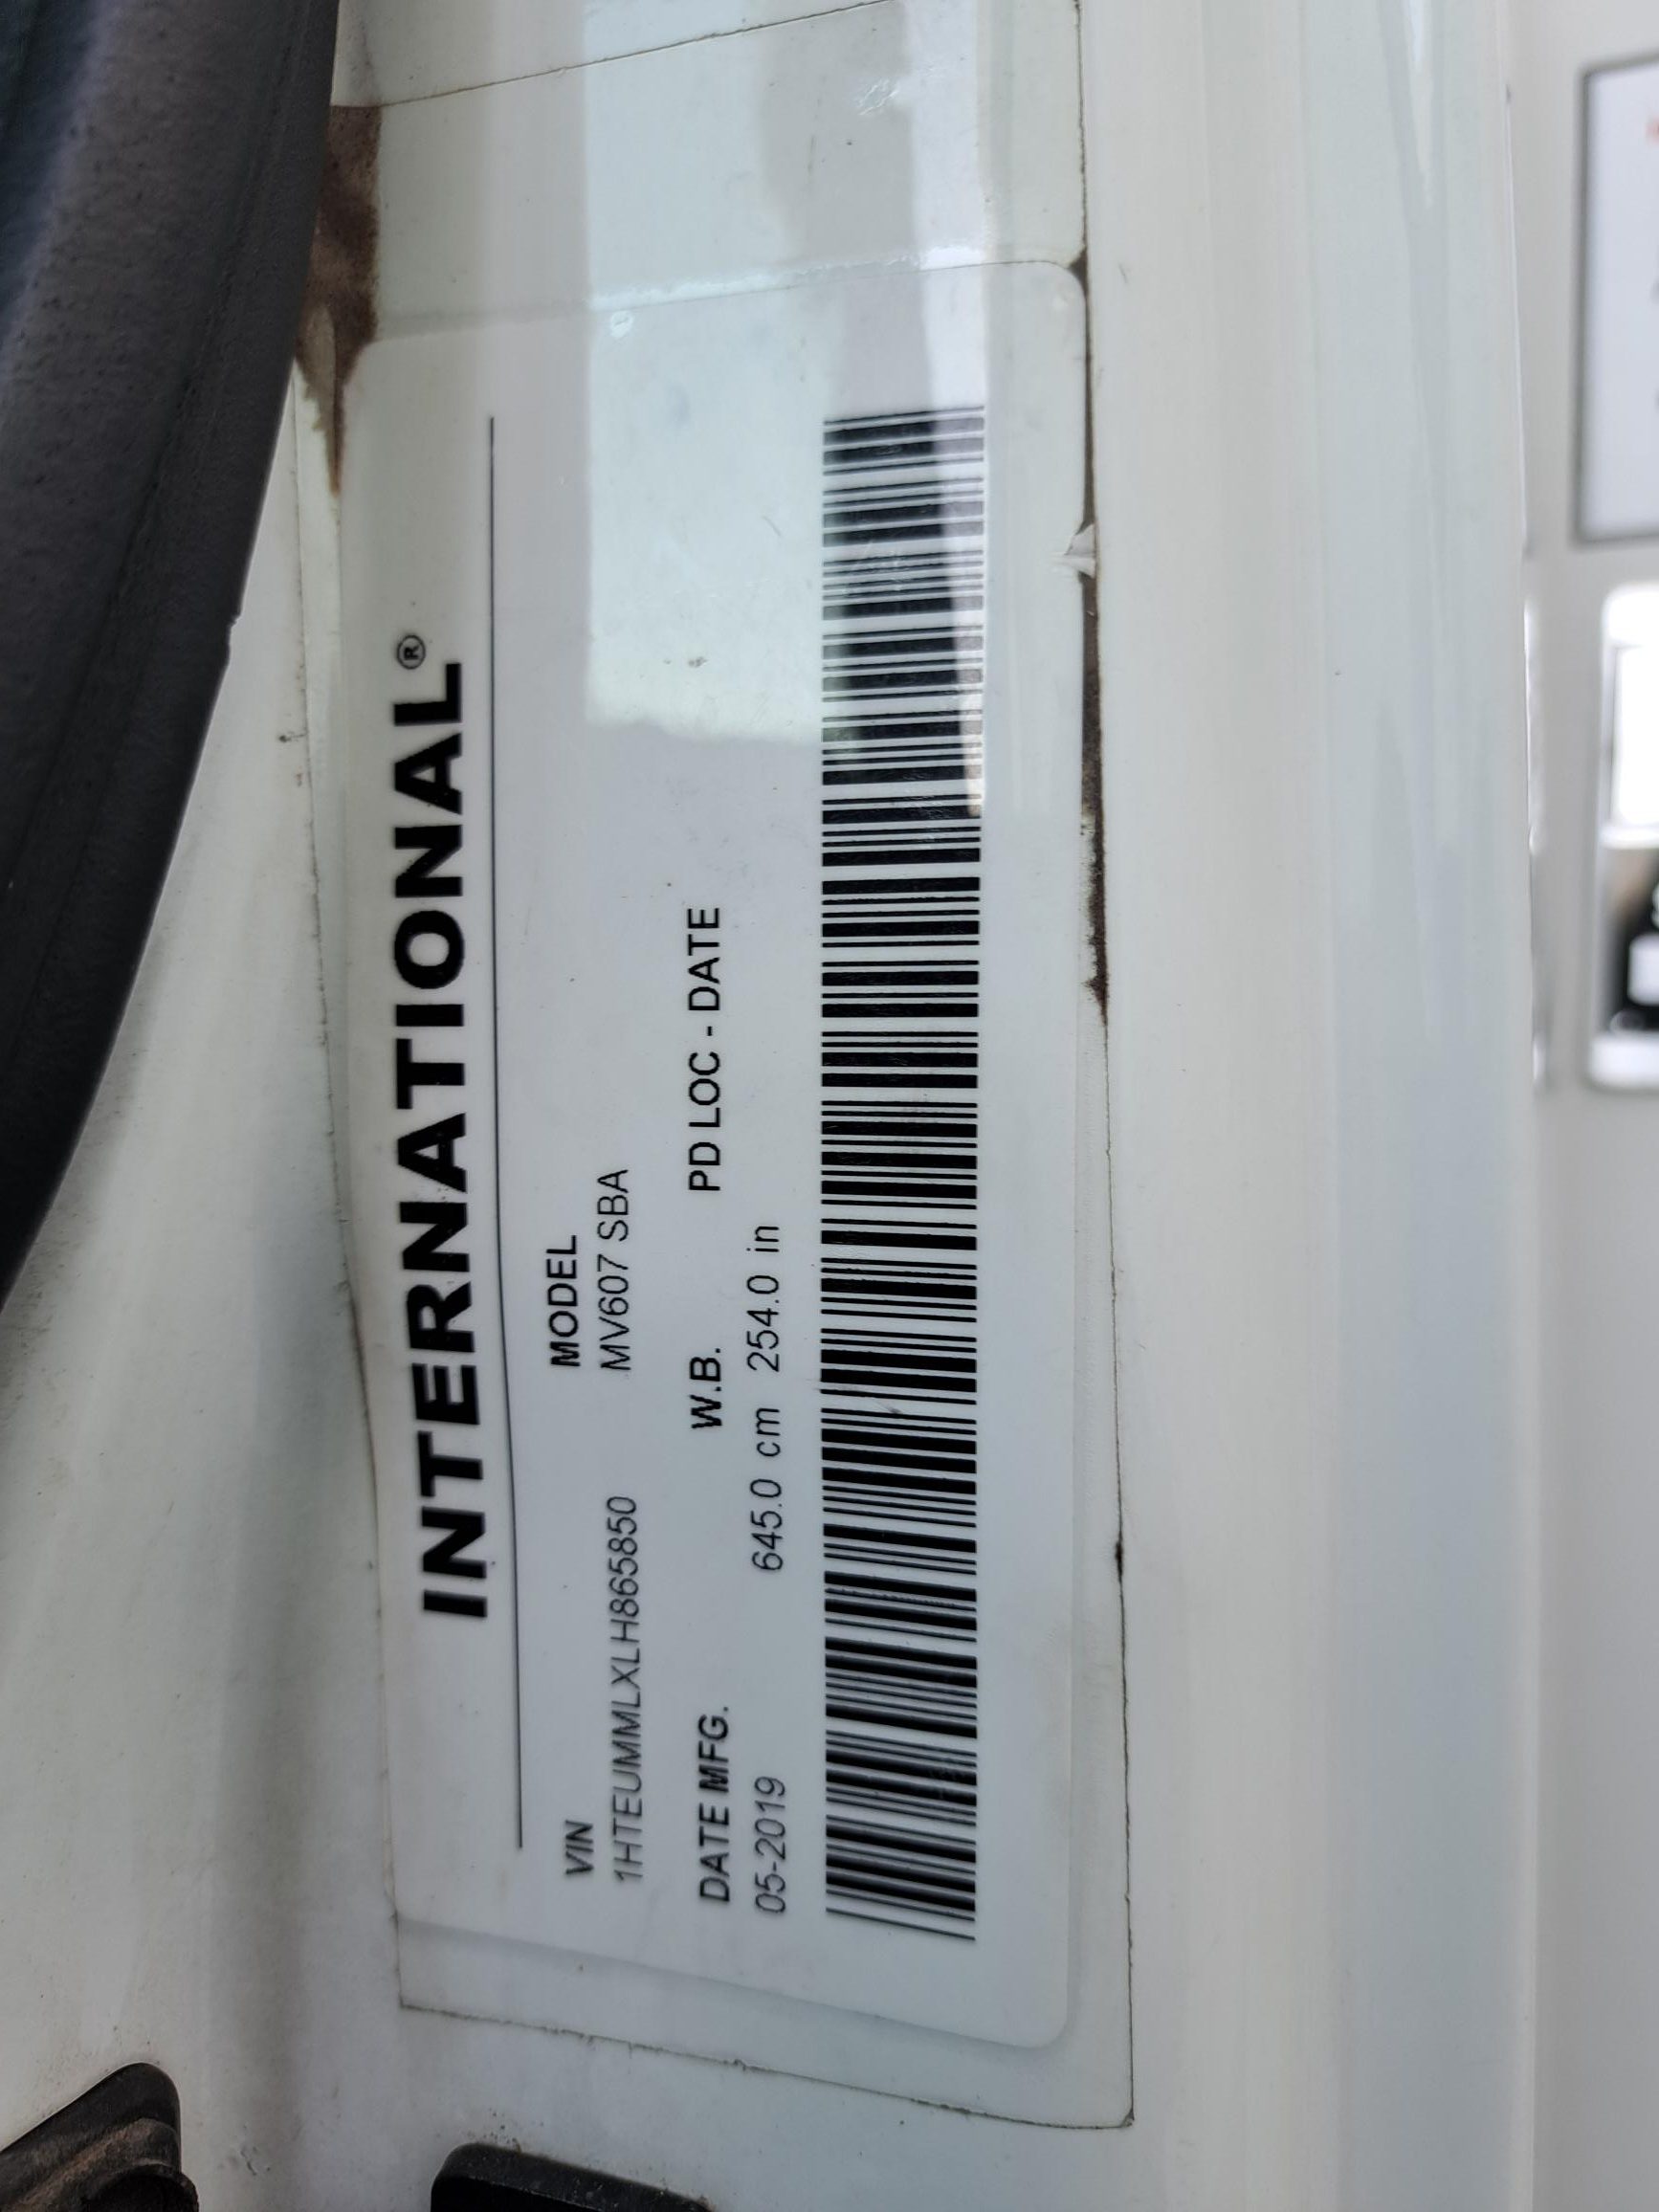 INTERNATIONAL®
VIN MODEL
1HTEUMMLXLH865850 MV607 SBA
DATE MFG. W.B. PD LOC - DATE
05-2019 645.0 cm 254.0 in